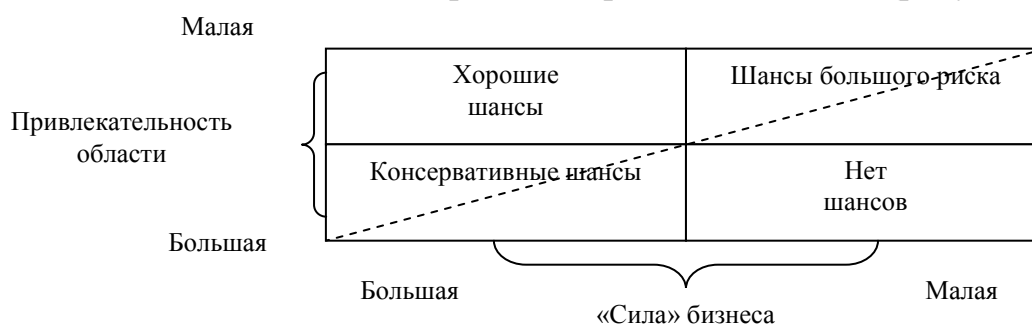 Малая
Хорошие
шансы
Шансы большого риска
Привлекательность
области
Консервативные шансы
Нет
шансов
Большая
Большая
Малая
«Сила» бизнеса